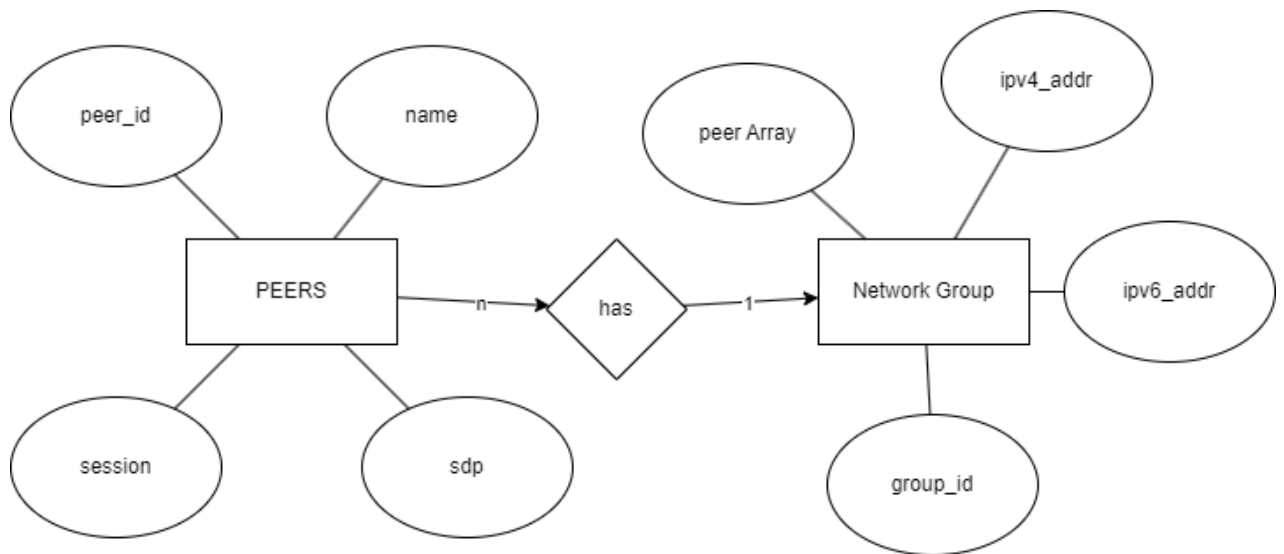 ipv4_addr
peer_id
name
peer Array
PEERS
n
has
1
Network Group
ipv6_addr
session
sdp
group_id